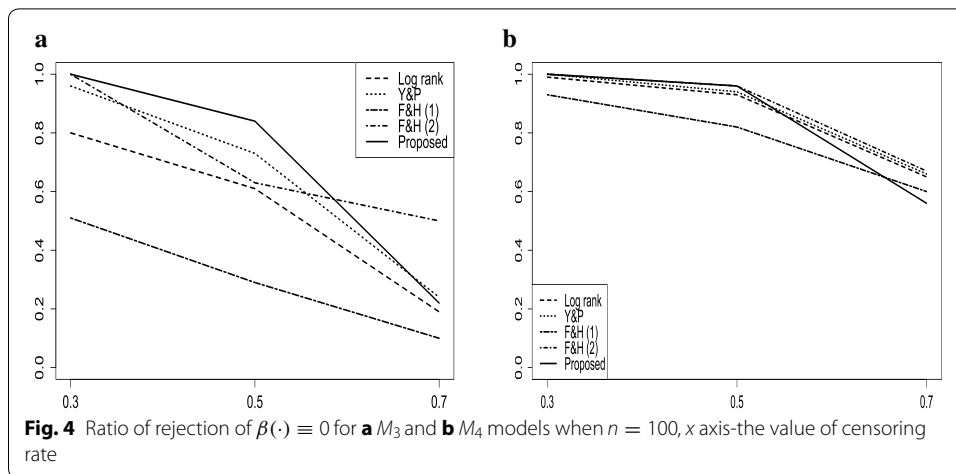 a
b
1.0
0.8
0.6
0.4
0.2
0.0
0.3
0.5
0.7
Log rank
Y&P
F&H (1)
F&H (2)
Proposed
1.0
0.8
0.6
0.4
0.2
0.0
0.3
0.5
0.7
Log rank
Y&P
F&H (1)
F&H (2)
Proposed
Fig. 4 Ratio of rejection of β(·) ≡ 0 for a M₃ and b M₄ models when n = 100, x axis-the value of censoring
rate